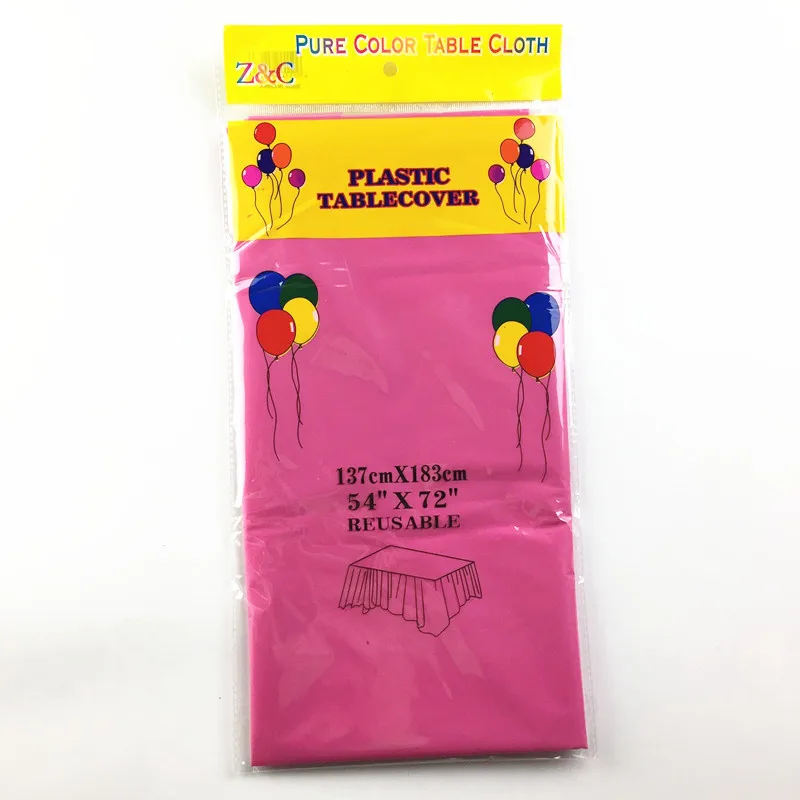 PURE COLOR TABLE CLOTH
Z&C
PLASTIC
TABLECOVER
137cmX183cm
54" X 72"
REUSABLE